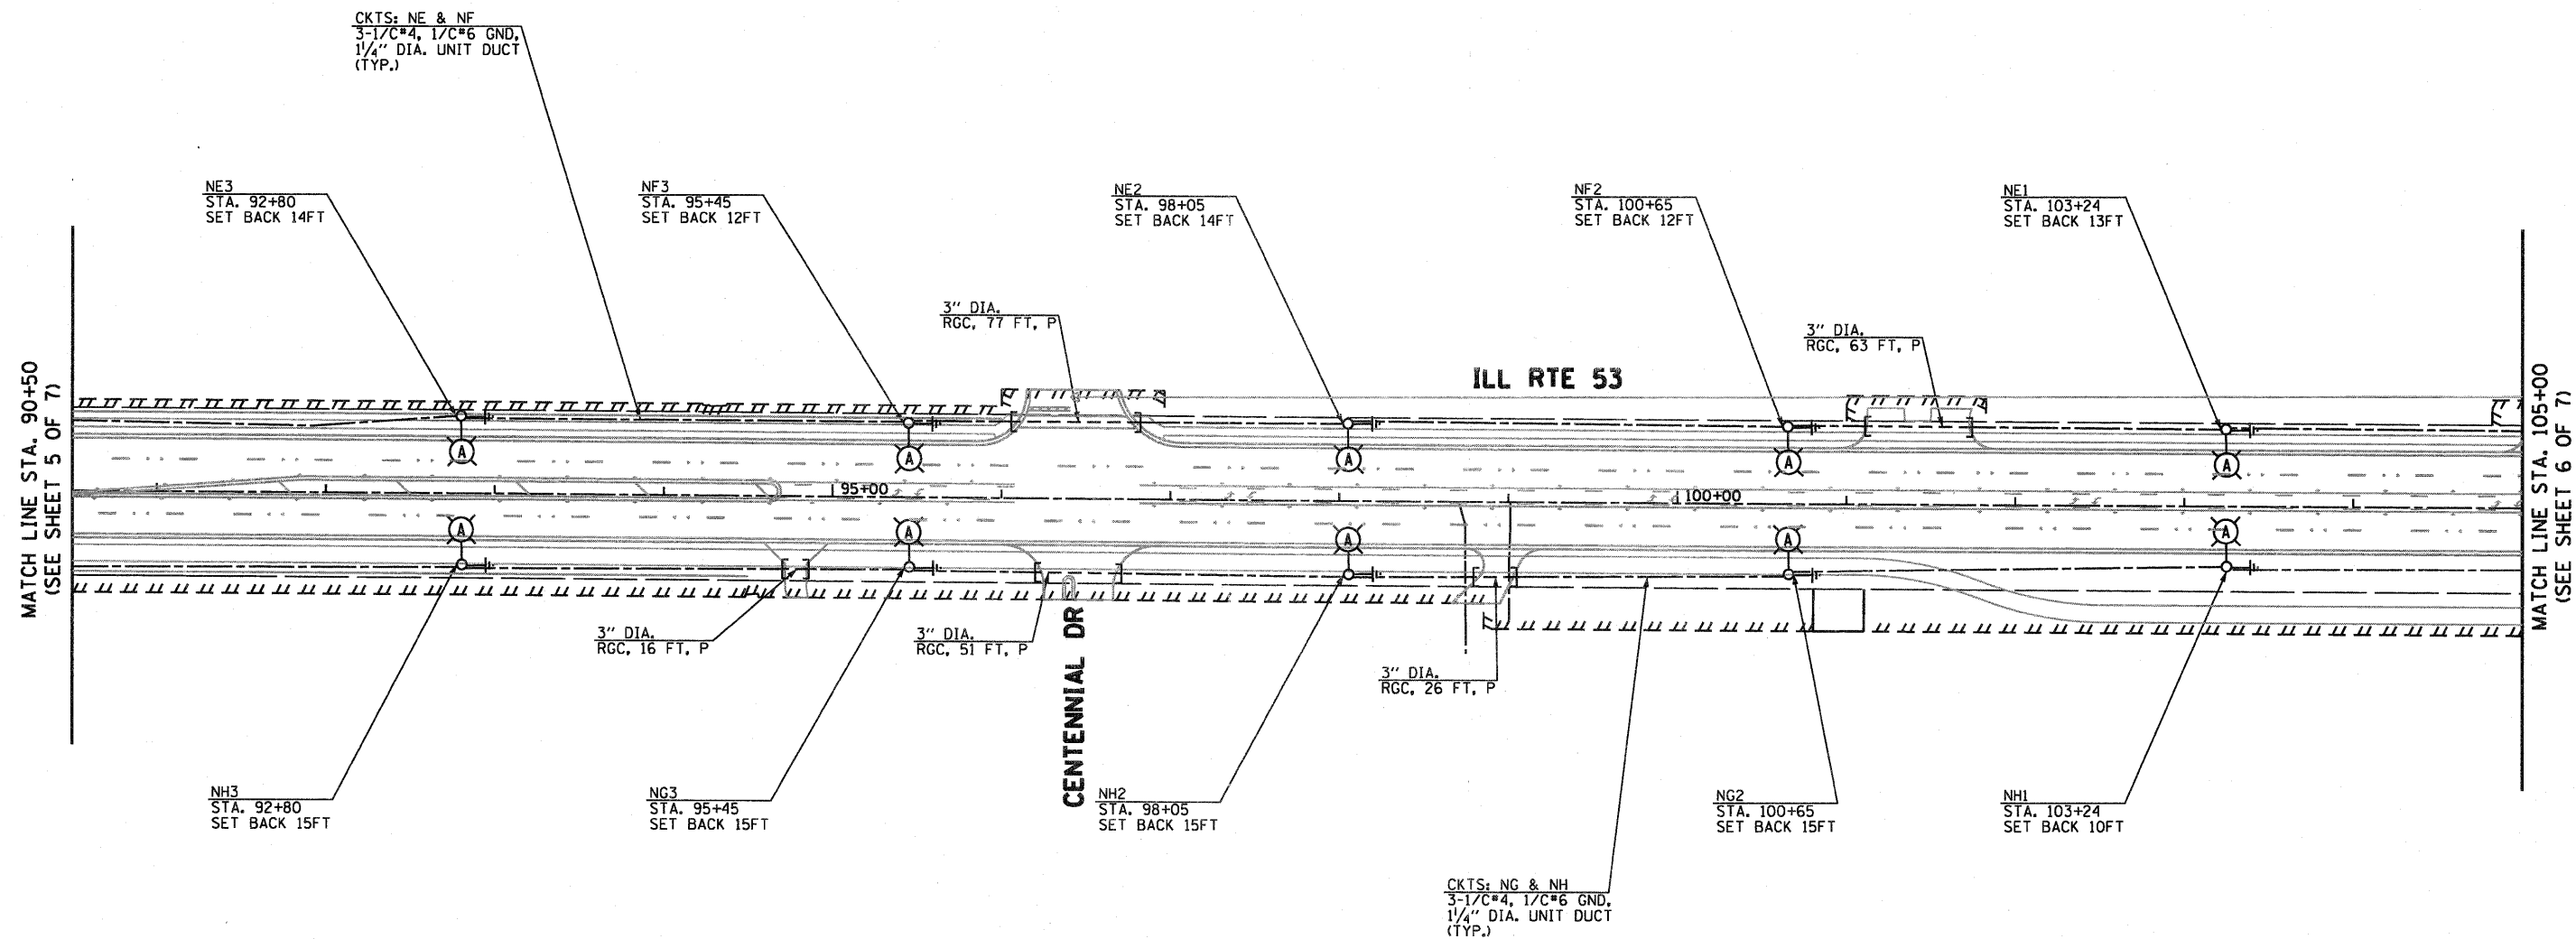 CKTS: NE & NF
3-1/C#4, 1/C#6 GND,
1¼" DIA. UNIT DUCT
(TYP.)
NE3
STA. 92+80
SET BACK 14FT
NF3
STA. 95+45
SET BACK 12FT
NE2
STA. 98+05
SET BACK 14FT
NF2
STA. 100+65
SET BACK 12FT
NE1
STA. 103+24
SET BACK 13FT
3" DIA.
RGC, 77 FT, P
3" DIA.
RGC, 63 FT, P
ILL RTE 53
MATCH LINE STA. 90+50
(SEE SHEET 5 OF 7)
MATCH LINE STA. 105+00
(SEE SHEET 6 OF 7)
A
A
A
A
A
95+00
100+00
A
A
A
A
A
3" DIA.
RGC, 16 FT, P
3" DIA.
RGC, 51 FT, P
CENTENNIAL DR
3" DIA.
RGC, 26 FT, P
NH3
STA. 92+80
SET BACK 15FT
NG3
STA. 95+45
SET BACK 15FT
NH2
STA. 98+05
SET BACK 15FT
NG2
STA. 100+65
SET BACK 15FT
NH1
STA. 103+24
SET BACK 10FT
CKTS: NG & NH
3-1/C#4, 1/C#6 GND,
1¼" DIA. UNIT DUCT
(TYP.)